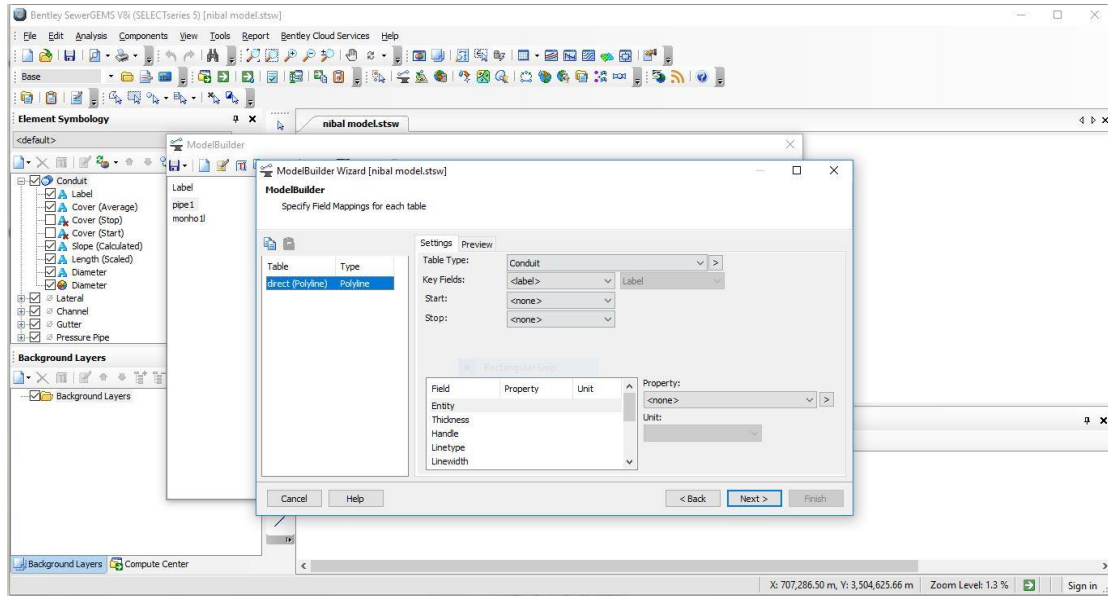 Bentley SewerGEMS V8i (SELECTseries 5) [nibal model.stsw]
File Edit Analysis Components View Tools Report Bentley Cloud Services Help
Base
Element Symbology
nibal model.stsw
<default>
ModelBuilder
Conduit
Label
Cover (Average)
Cover (Stop)
Cover (Start)
Slope (Calculated)
Length (Scaled)
Diameter
Diameter
Lateral
Channel
Gutter
Pressure Pipe
Background Layers
Background Layers
Label
pipe1
monho1l
ModelBuilder Wizard [nibal model.stsw]
ModelBuilder
Specify Field Mappings for each table
Table Type
direct (Polyline) Polyline
Settings Preview
Table Type: Conduit >
Key Fields: <label> Label
Start: <none>
Stop: <none>
Rectangular Snip
Field Property Unit
Entity
Thickness
Handle
Linetype
Linewidth
Property:
<none> >
Unit:
Cancel Help < Back Next > Finish
Background Layers Compute Center
X: 707,286.50 m, Y: 3,504,625.66 m Zoom Level: 1.3 % Sign in